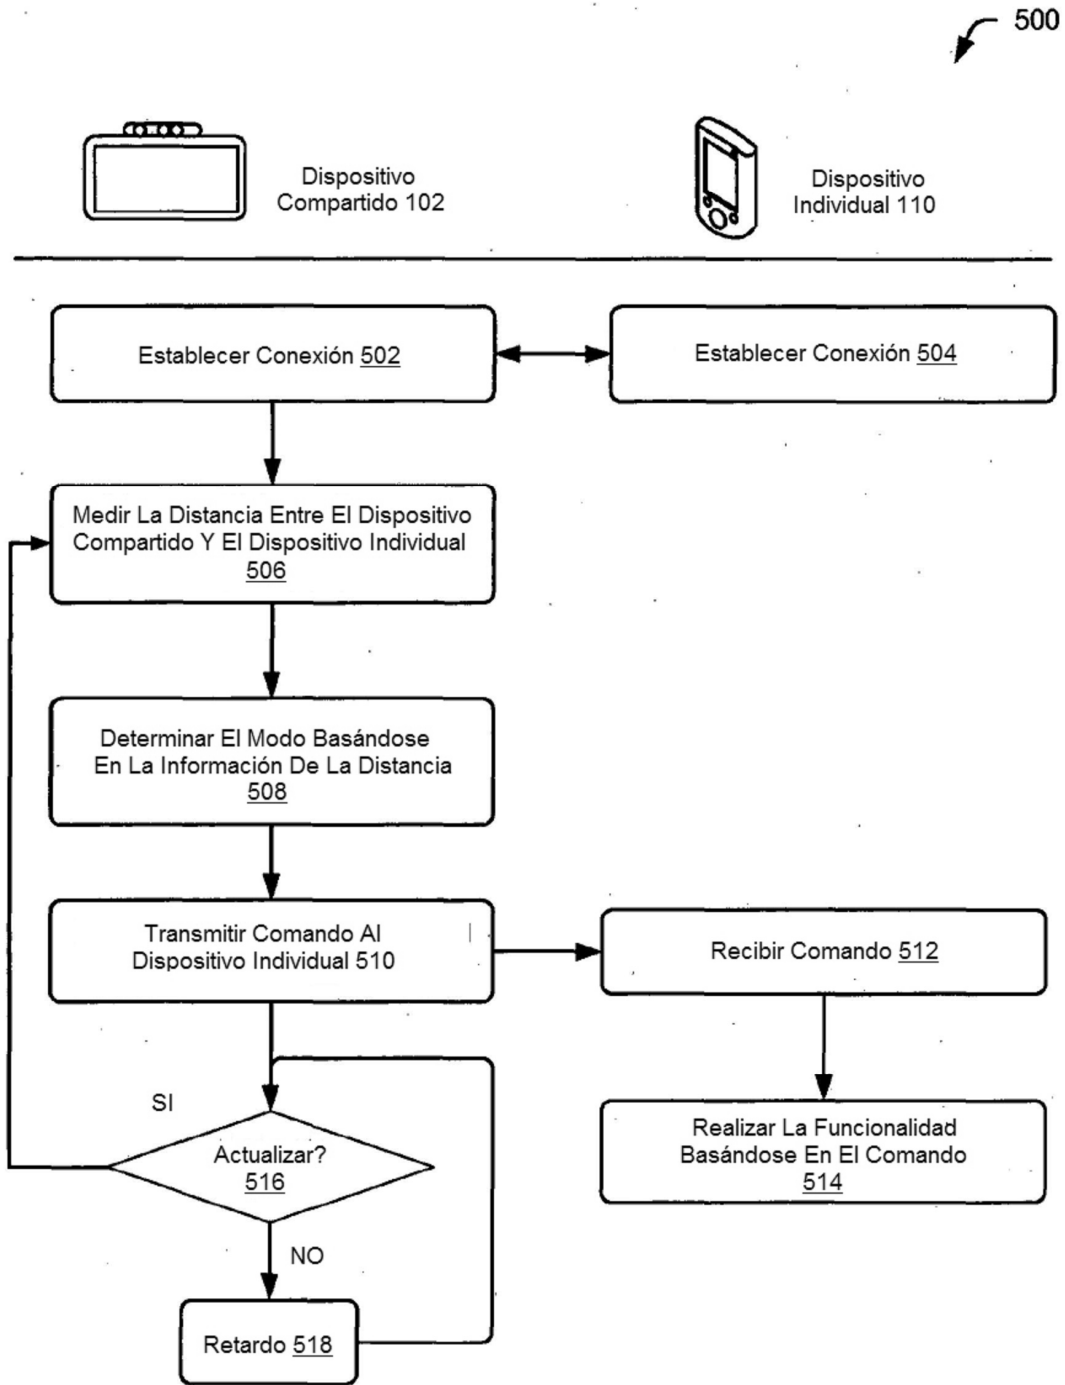 500
Dispositivo
Compartido 102
Dispositivo
Individual 110
Establecer Conexión 502
Establecer Conexión 504
Medir La Distancia Entre El Dispositivo
Compartido Y El Dispositivo Individual
506
Determinar El Modo Basándose
En La Información De La Distancia
508
Transmitir Comando Al
Dispositivo Individual 510
Recibir Comando 512
SI
Actualizar?
516
Realizar La Funcionalidad
Basándose En El Comando
514
NO
Retardo 518